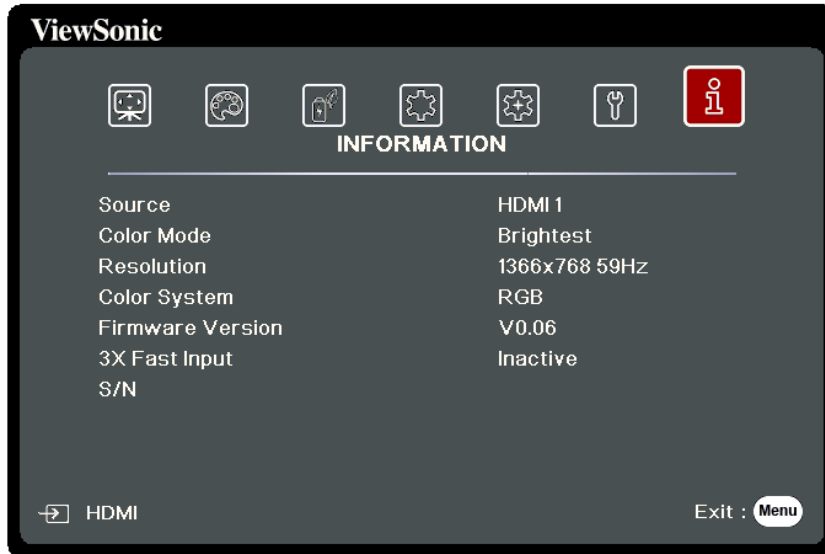 ViewSonic
INFORMATION
Source HDMI 1
Color Mode Brightest
Resolution 1366x768 59Hz
Color System RGB
Firmware Version V0.06
3X Fast Input Inactive
S/N
HDMI Exit : Menu